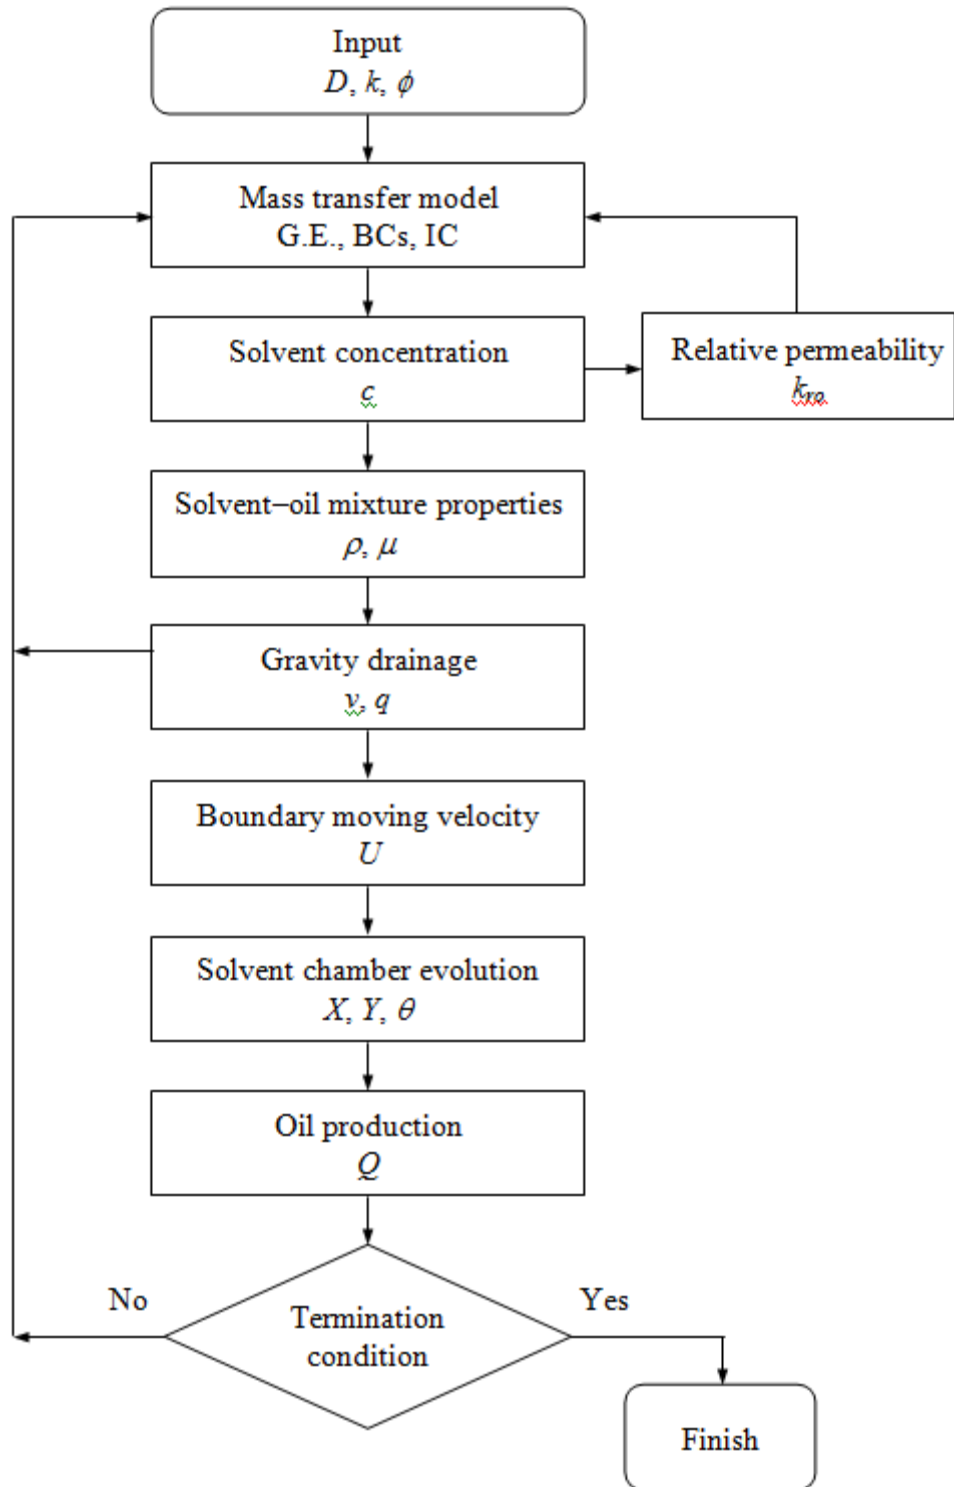 Input
D, k, ϕ
Mass transfer model
G.E., BCs, IC
Solvent concentration
c
Relative permeability
kro
Solvent–oil mixture properties
ρ, μ
Gravity drainage
v, q
Boundary moving velocity
U
Solvent chamber evolution
X, Y, θ
Oil production
Q
No
Yes
Termination
condition
Finish